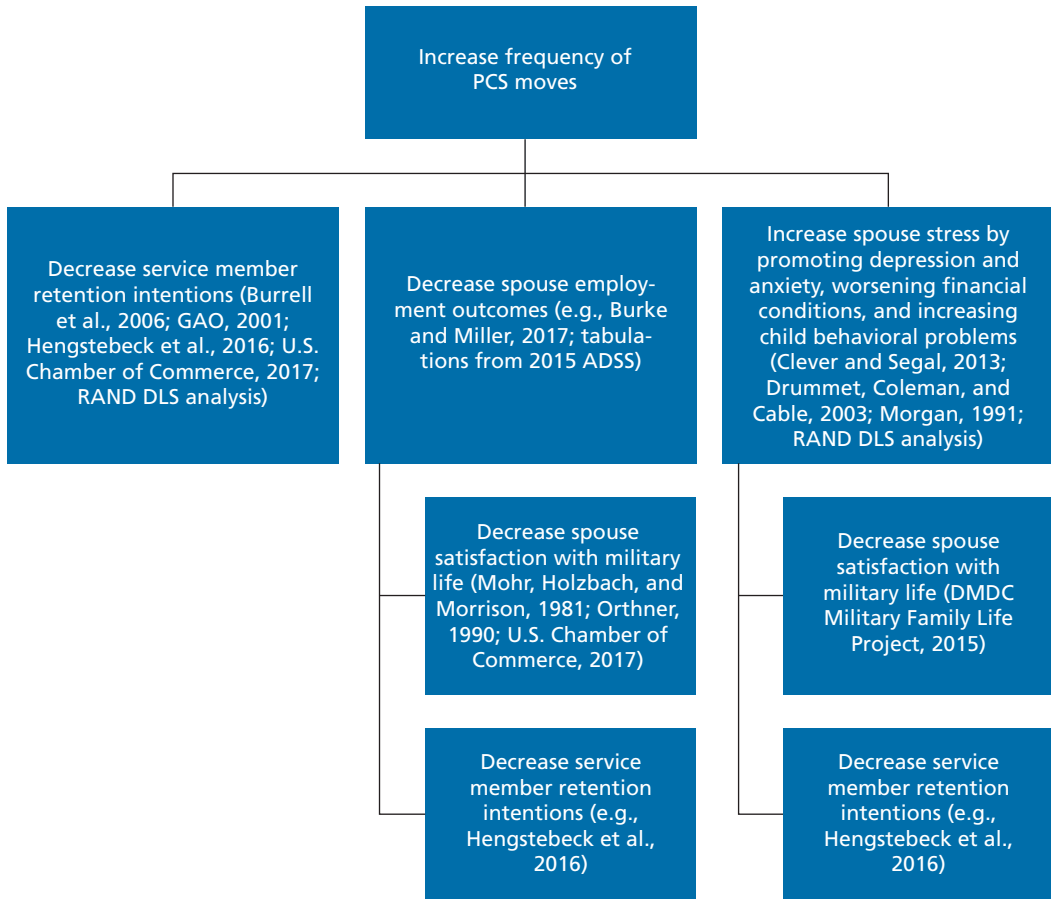 Increase frequency of
PCS moves
Decrease service member
retention intentions (Burrell
et al., 2006; GAO, 2001;
Hengstebeck et al., 2016; U.S.
Chamber of Commerce, 2017;
RAND DLS analysis)
Decrease spouse employ-
ment outcomes (e.g., Burke
and Miller, 2017; tabula-
tions from 2015 ADSS)
Increase spouse stress by
promoting depression and
anxiety, worsening financial
conditions, and increasing
child behavioral problems
(Clever and Segal, 2013;
Drummet, Coleman, and
Cable, 2003; Morgan, 1991;
RAND DLS analysis)
Decrease spouse
satisfaction with military
life (Mohr, Holzbach, and
Morrison, 1981; Orthner,
1990; U.S. Chamber of
Commerce, 2017)
Decrease spouse
satisfaction with
military life (DMDC
Military Family Life
Project, 2015)
Decrease service
member retention
intentions (e.g.,
Hengstebeck et al.,
2016)
Decrease service
member retention
intentions (e.g.,
Hengstebeck et al.,
2016)